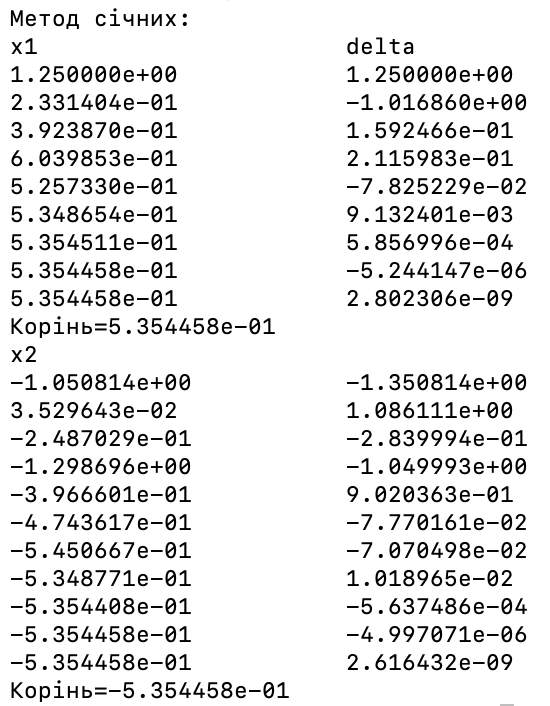 Метод січних:
x1 delta
1.250000e+00 1.250000e+00
2.331404e-01 -1.016860e+00
3.923870e-01 1.592466e-01
6.039853e-01 2.115983e-01
5.257330e-01 -7.825229e-02
5.348654e-01 9.132401e-03
5.354511e-01 5.856996e-04
5.354458e-01 -5.244147e-06
5.354458e-01 2.802306e-09
Корінь=5.354458e-01
x2
-1.050814e+00 -1.350814e+00
3.529643e-02 1.086111e+00
-2.487029e-01 -2.839994e-01
-1.298696e+00 -1.049993e+00
-3.966601e-01 9.020363e-01
-4.743617e-01 -7.770161e-02
-5.450667e-01 -7.070498e-02
-5.348771e-01 1.018965e-02
-5.354408e-01 -5.637486e-04
-5.354458e-01 -4.997071e-06
-5.354458e-01 2.616432e-09
Корінь=-5.354458e-01